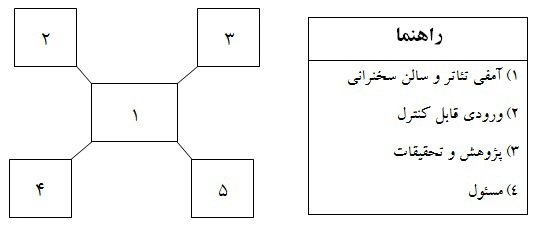 ۲
۳
۱
۴
۵
راهنما
۱) آمفی تئاتر و سالن سخنرانی
۲) ورودی قابل کنترل
۳) پژوهش و تحقیقات
۴) مسئول